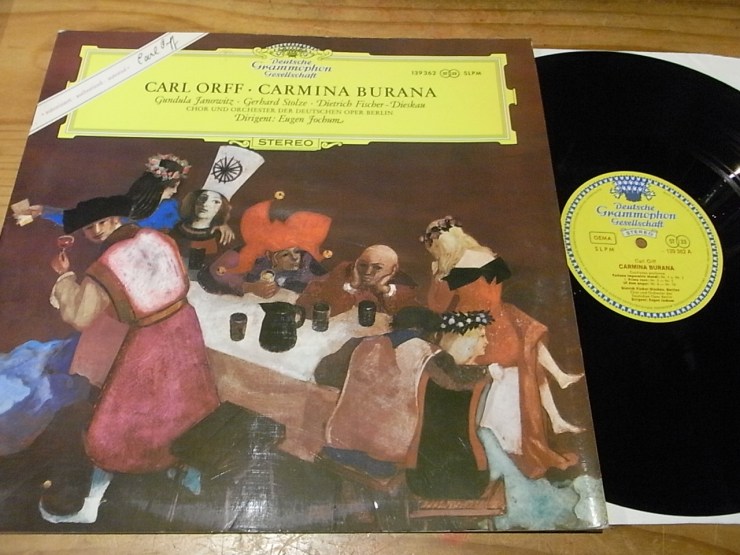 Carl Orff
Deutsche
Grammophon
Gesellschaft
139362 SLPM
CARL ORFF · CARMINA BURANA
Gundula Janowitz · Gerhard Stolze · Dietrich Fischer-Dieskau
CHOR UND ORCHESTER DER DEUTSCHEN OPER BERLIN
Dirigent: Eugen Jochum
STEREO
Deutsche
Grammophon
Gesellschaft
STEREO
GEMA
SLPM
139 362 A
Carl Orff
CARMINA BURANA